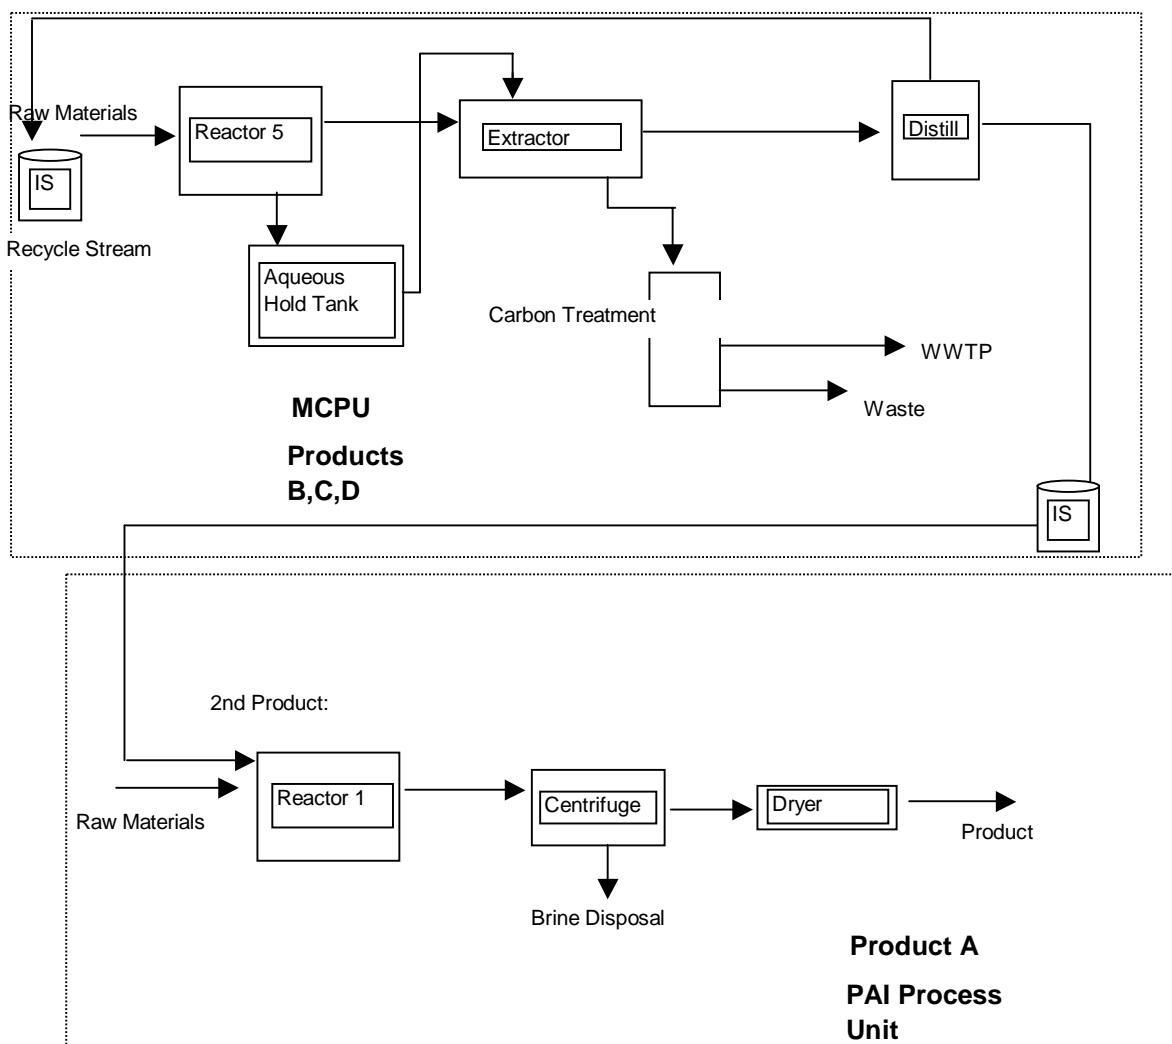 Raw Materials
Reactor 5
Extractor
Distill
IS
Recycle Stream
Aqueous
Hold Tank
Carbon Treatment
WWTP
Waste
MCPU
Products
B,C,D
IS
2nd Product:
Reactor 1
Centrifuge
Dryer
Raw Materials
Product
Brine Disposal
Product A
PAI Process
Unit